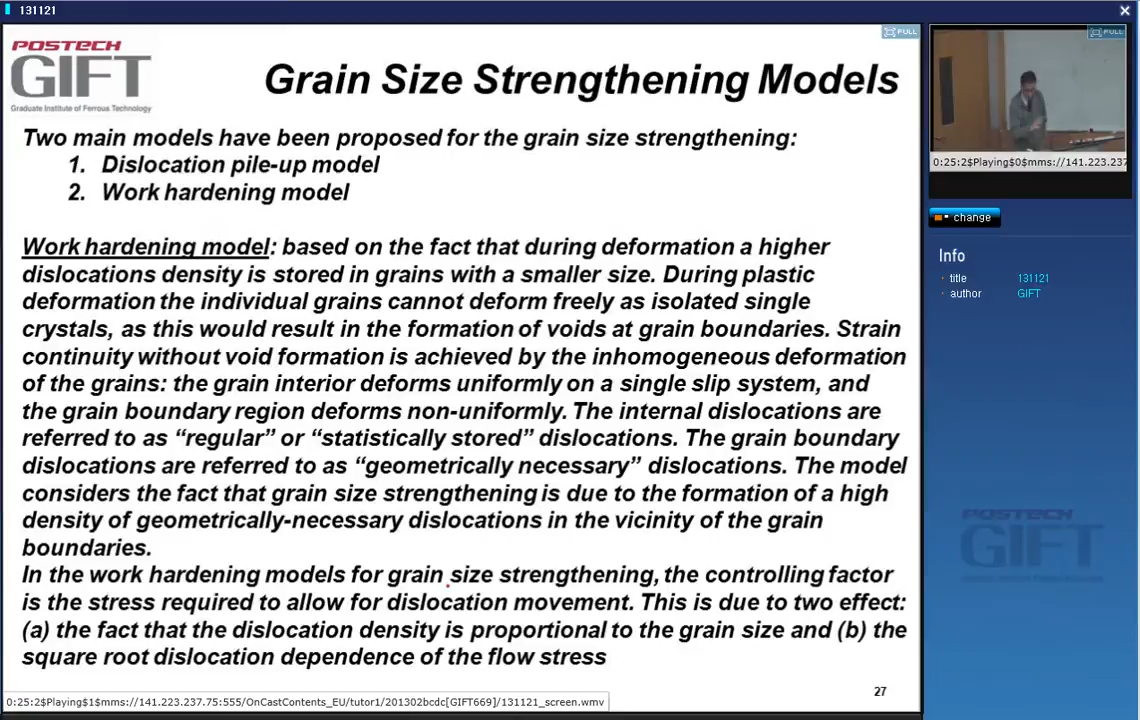 131121
POSTECH
GIFT
Graduate Institute of Ferrous Technology
FULL
Grain Size Strengthening Models
Two main models have been proposed for the grain size strengthening:
1. Dislocation pile-up model
2. Work hardening model
Work hardening model: based on the fact that during deformation a higher
dislocations density is stored in grains with a smaller size. During plastic
deformation the individual grains cannot deform freely as isolated single
crystals, as this would result in the formation of voids at grain boundaries. Strain
continuity without void formation is achieved by the inhomogeneous deformation
of the grains: the grain interior deforms uniformly on a single slip system, and
the grain boundary region deforms non-uniformly. The internal dislocations are
referred to as “regular” or “statistically stored” dislocations. The grain boundary
dislocations are referred to as “geometrically necessary” dislocations. The model
considers the fact that grain size strengthening is due to the formation of a high
density of geometrically-necessary dislocations in the vicinity of the grain
boundaries.
In the work hardening models for grain size strengthening, the controlling factor
is the stress required to allow for dislocation movement. This is due to two effect:
(a) the fact that the dislocation density is proportional to the grain size and (b) the
square root dislocation dependence of the flow stress
27
0:25:2$Playing$1$mms://141.223.237.75:555/OnCastContents_EU/tutor1/201302bcdc[GIFT669]/131121_screen.wmv
FULL
0:25:2$Playing$0$mms://141.223.237
change
Info
title 131121
author GIFT
POSTECH
GIFT